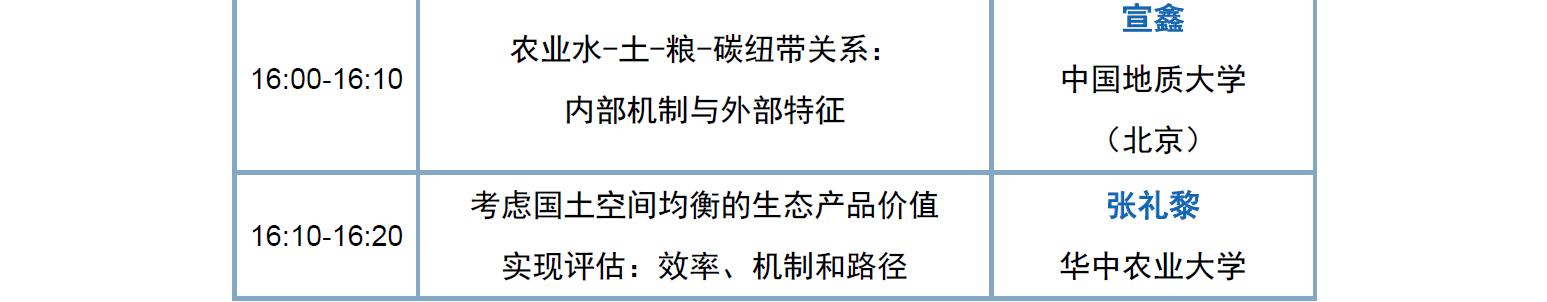 16:00-16:10
农业水-土-粮-碳纽带关系：
内部机制与外部特征
宣鑫
中国地质大学
（北京）
16:10-16:20
考虑国土空间均衡的生态产品价值
实现评估：效率、机制和路径
张礼黎
华中农业大学